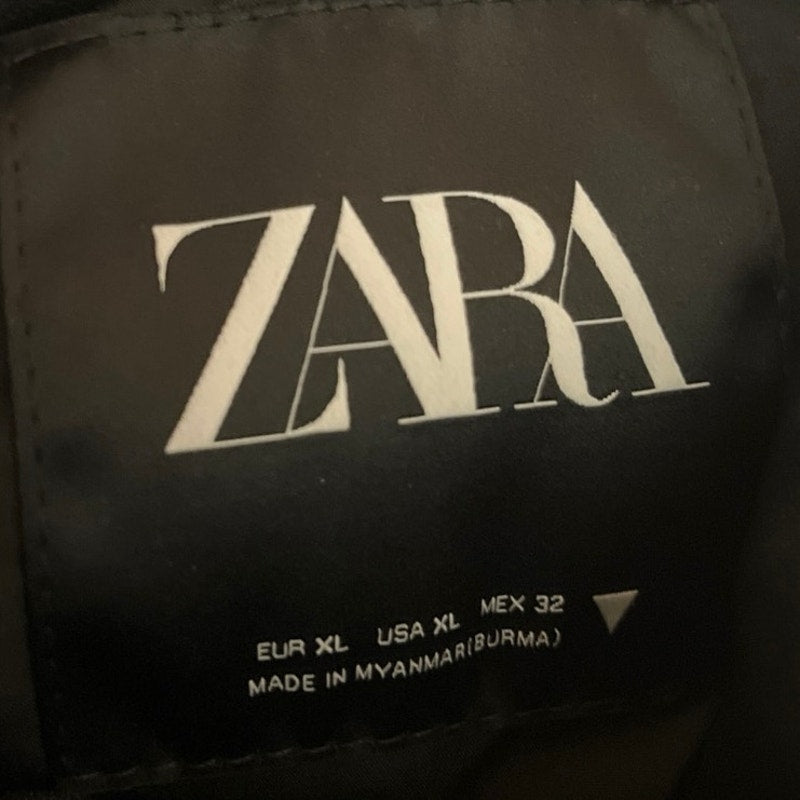 ZARA
EUR XL USA XL MEX 32
MADE IN MYANMAR(BURMA)